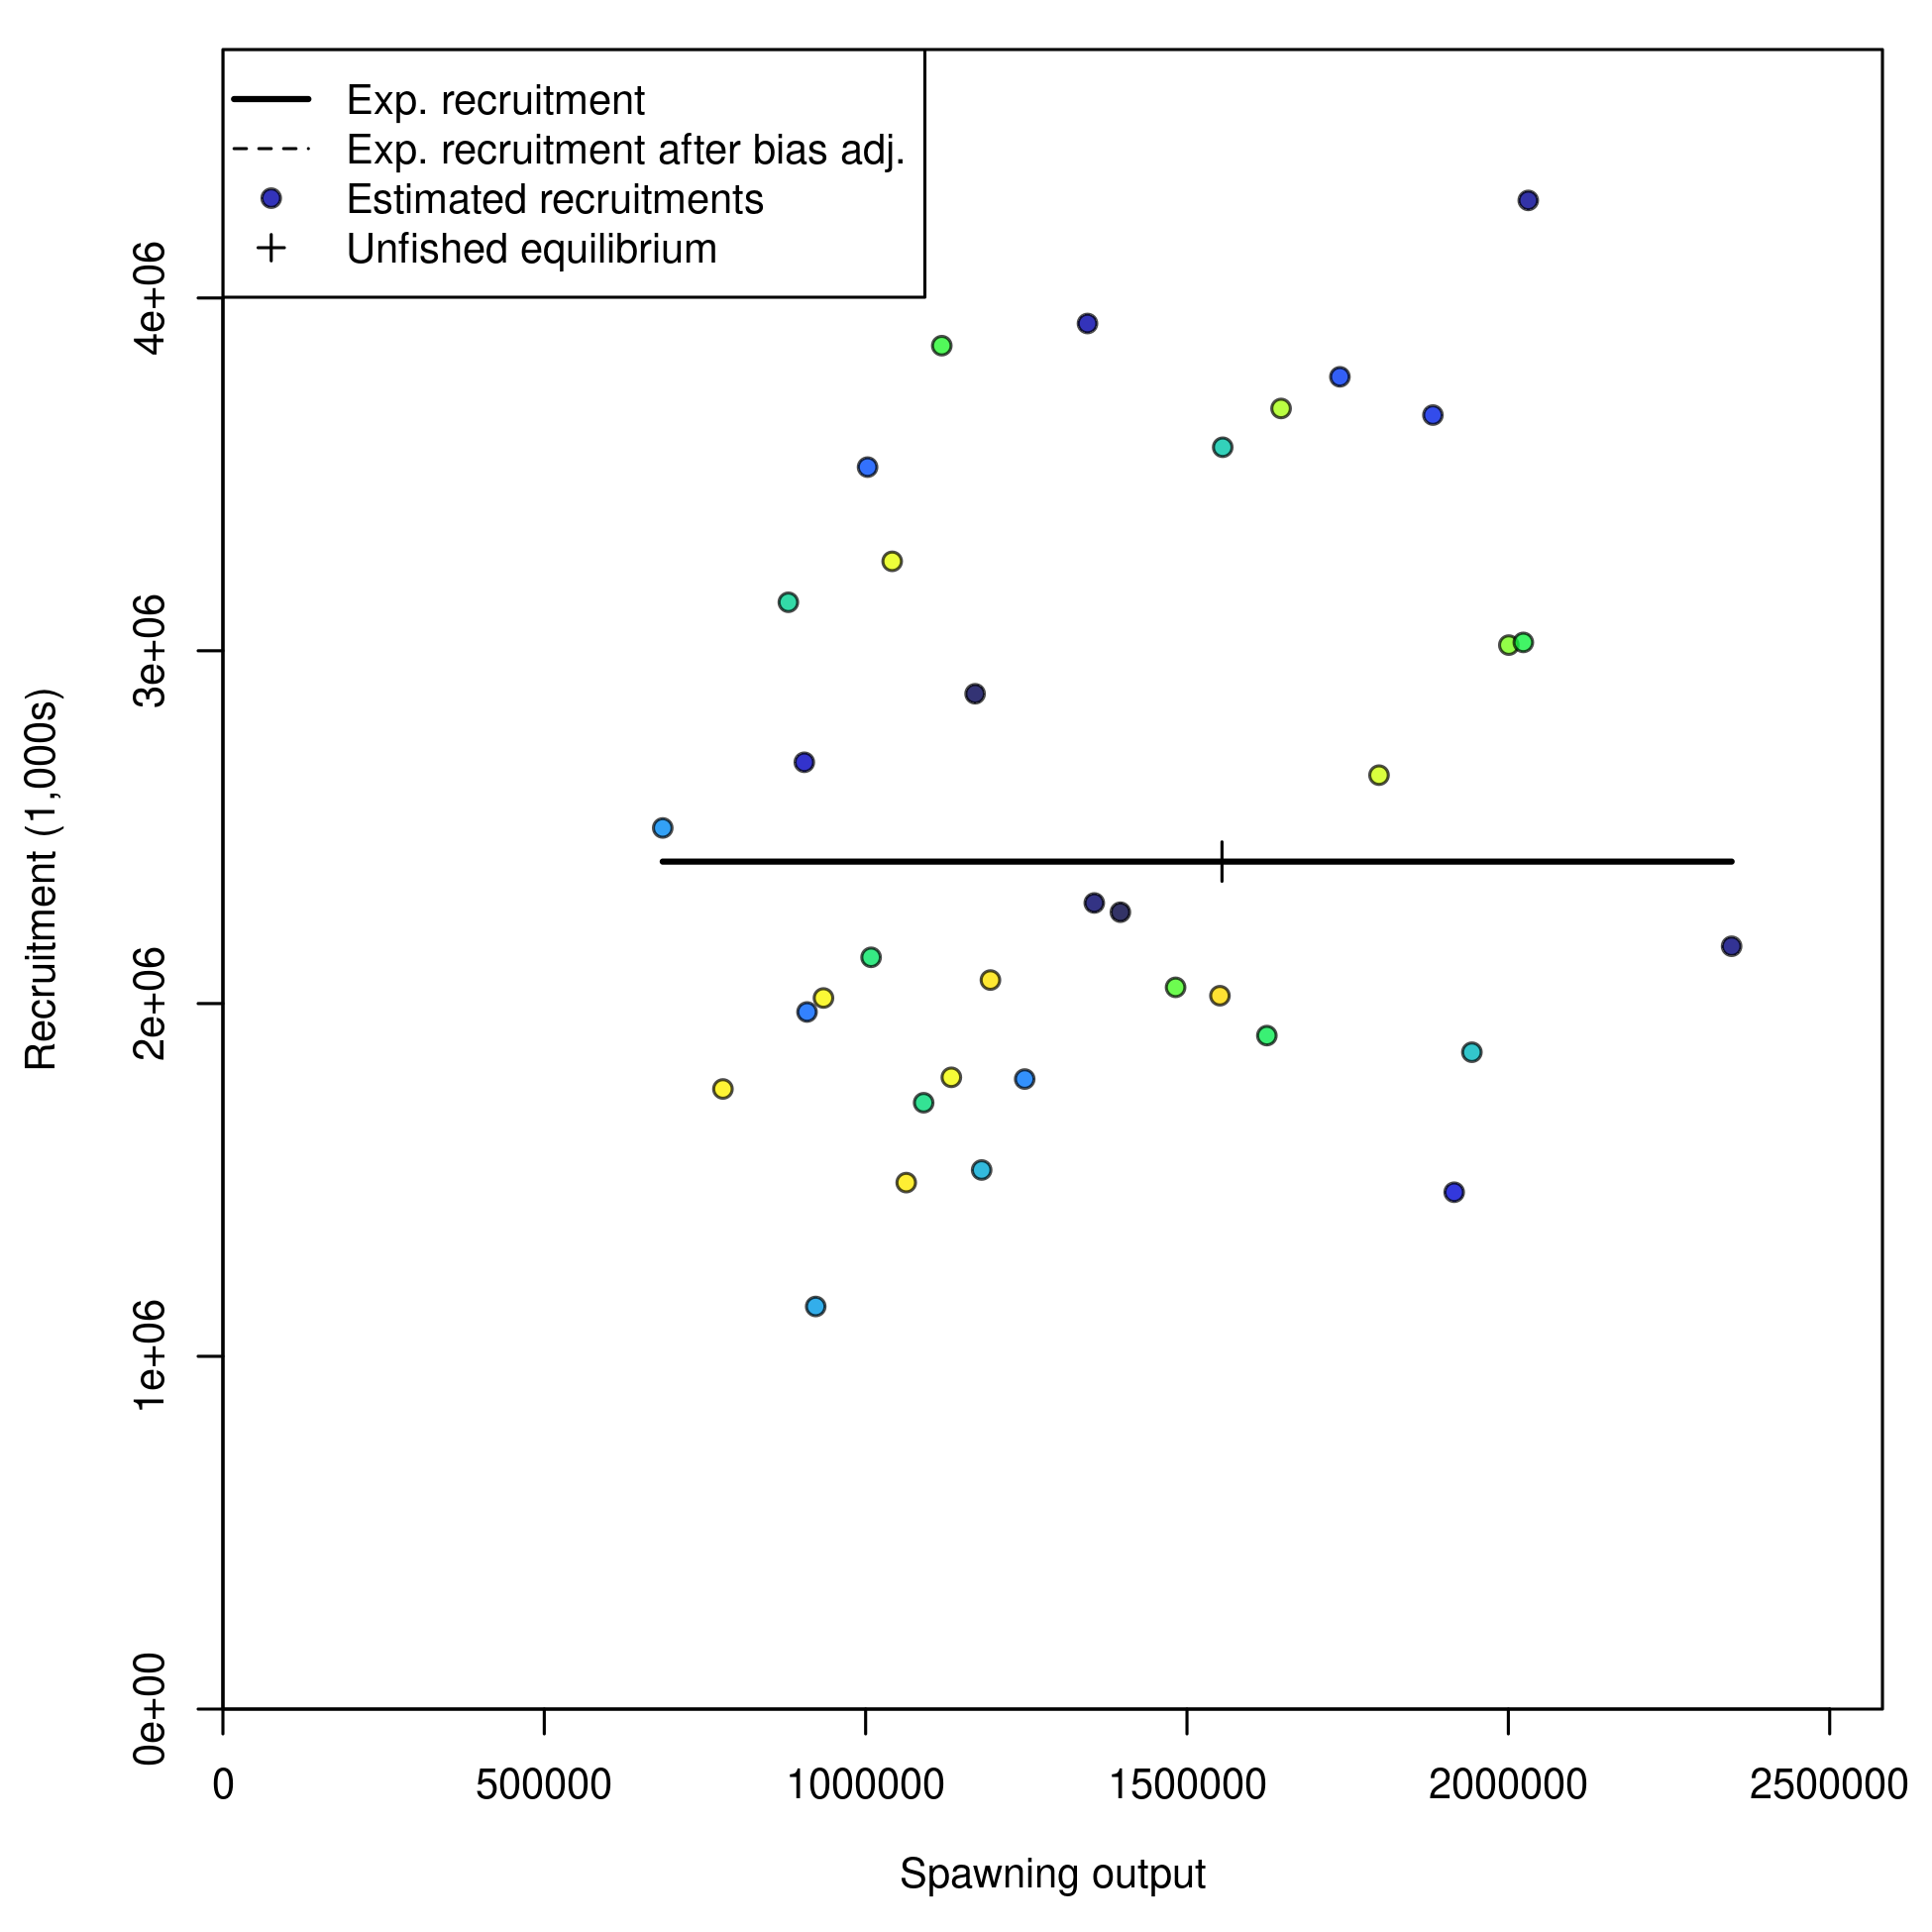 Exp. recruitment
Exp. recruitment after bias adj.
Estimated recruitments
Unfished equilibrium
4e+06
3e+06
2e+06
1e+06
0e+00
Recruitment (1,000s)
0 500000 1000000 1500000 2000000 2500000
Spawning output